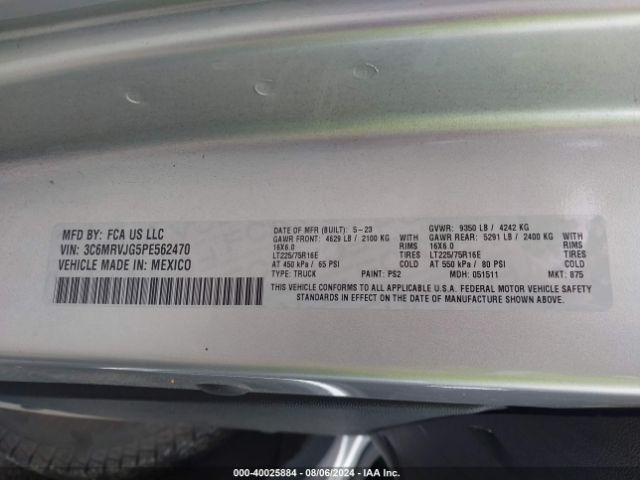 MFD BY: FCA US LLC
VIN: 3C6MRVJG5PE562470
VEHICLE MADE IN: MEXICO
DATE OF MFR (BUILT): 5-23
GAWR FRONT: 4629 LB / 2100 KG
16X6.0 RIMS
LT225/75R16E TIRES
AT 450 kPa / 65 PSI COLD
TYPE: TRUCK PAINT: PS2
WITH
GVWR: 9350 LB / 4242 KG
GAWR REAR: 5291 LB / 2400 KG WITH
16X6.0 RIMS
LT225/75R16E TIRES
AT 550 kPa / 80 PSI COLD
MDH: 051511 MKT: 875
THIS VEHICLE CONFORMS TO ALL APPLICABLE U.S.A. FEDERAL MOTOR VEHICLE SAFETY
STANDARDS IN EFFECT ON THE DATE OF MANUFACTURE SHOWN ABOVE.
000-40025884 - 08/06/2024 - IAA Inc.